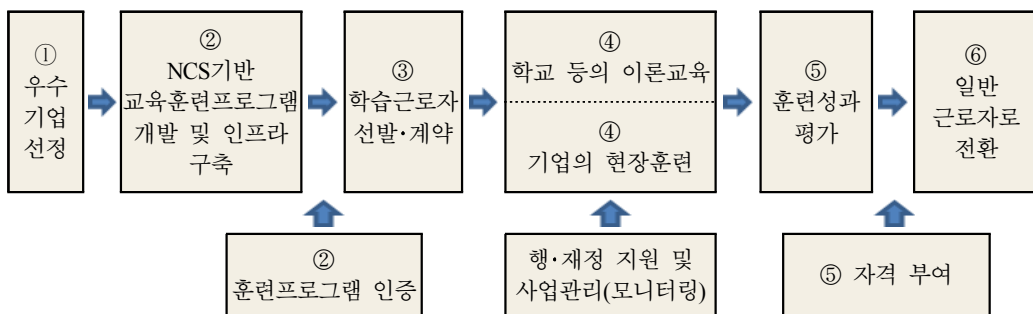 ①
우수
기업
선정
②
NCS기반
교육훈련프로그램
개발 및 인프라
구축
③
학습근로자
선발·계약
④
학교 등의 이론교육
④
기업의 현장훈련
⑤
훈련성과
평가
⑥
일반
근로자로
전환
②
훈련프로그램 인증
행·재정 지원 및
사업관리(모니터링)
⑤ 자격 부여